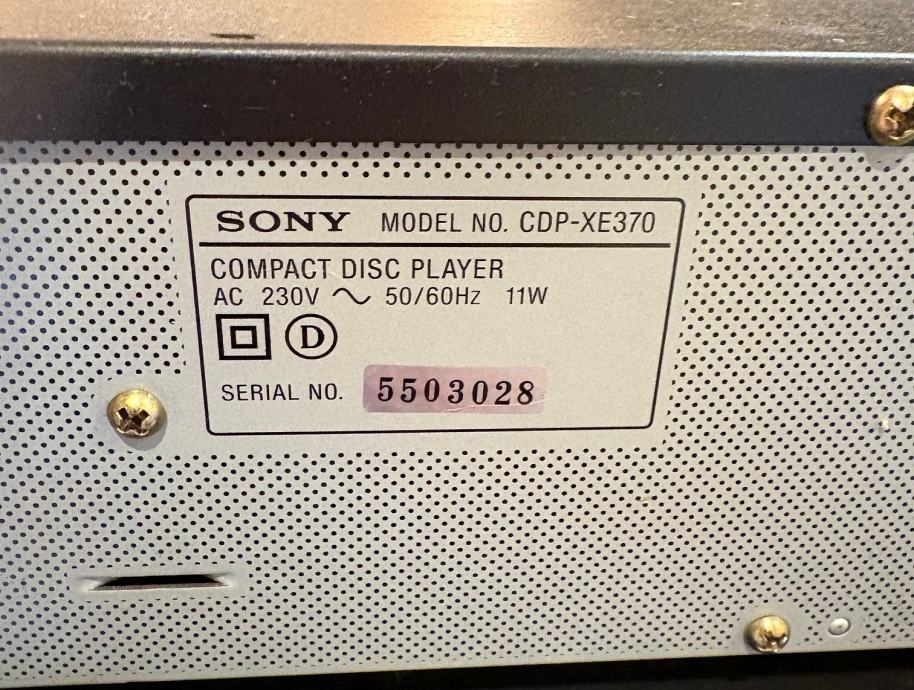 SONY MODEL NO. CDP-XE370
COMPACT DISC PLAYER
AC 230V ~ 50/60Hz 11W
D
SERIAL NO. 5503028